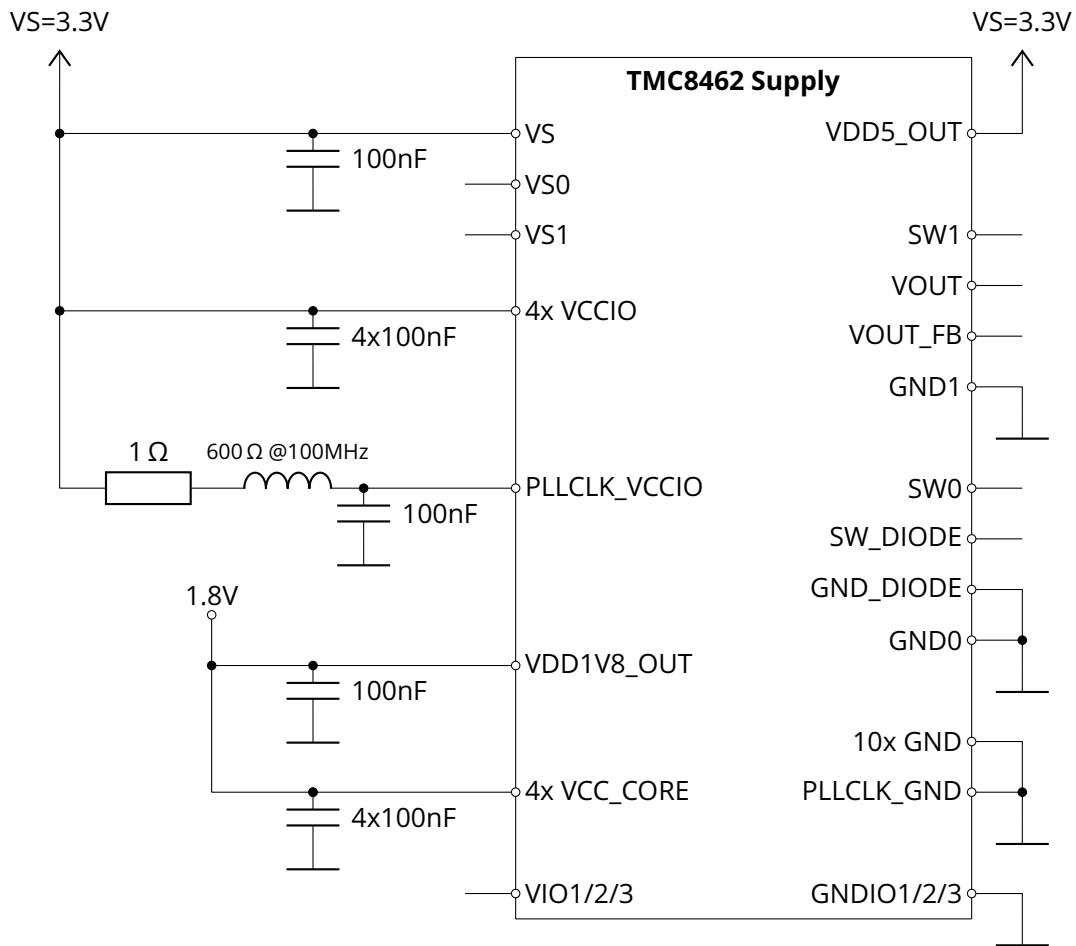 VS=3.3V
VS=3.3V
TMC8462 Supply
VS
VDD5_OUT
100nF
VS0
VS1
SW1
VOUT
4x VCCIO
4x100nF
VOUT_FB
GND1
1 Ω
600 Ω @100MHz
PLLCLK_VCCIO
SW0
100nF
SW_DIODE
GND_DIODE
1.8V
GND0
VDD1V8_OUT
100nF
10x GND
4x VCC_CORE
PLLCLK_GND
4x100nF
VIO1/2/3
GNDIO1/2/3